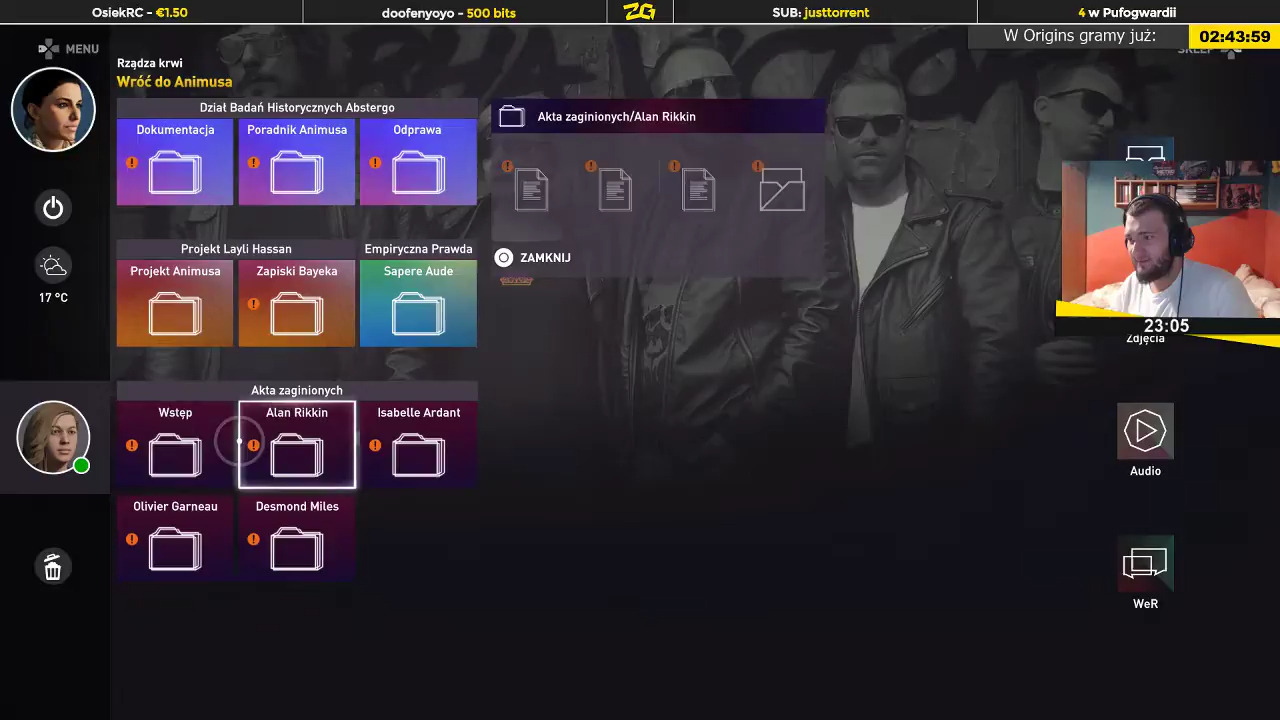 OsiekRC - €1.50
doofenyoyo - 500 bits
ZG
SUB: justtorrent
4 w Pufogwardii
W Origins gramy już:
02:43:59
MENU
Rządza krwi
Wróć do Animusa
Dział Badań Historycznych Abstergo
Dokumentacja
Poradnik Animusa
Odprawa
Akta zaginionych/Alan Rikkin
ZAMKNIJ
Projekt Layli Hassan
Empiryczna Prawda
Projekt Animusa
Zapiski Bayeka
Sapere Aude
17 °C
23:05
Zdjęcia
Akta zaginionych
Wstęp
Alan Rikkin
Isabelle Ardant
Audio
Olivier Garneau
Desmond Miles
WeR